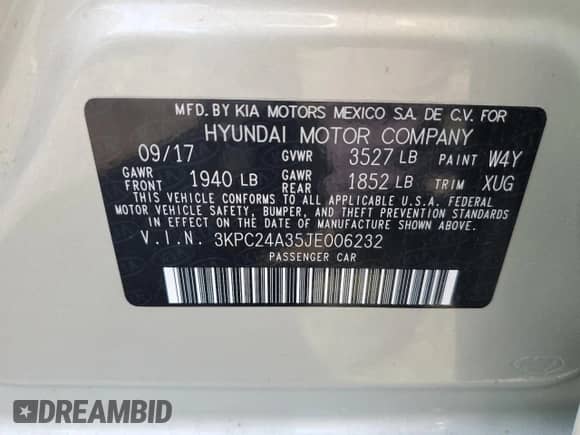 MFD. BY KIA MOTORS MEXICO S.A. DE C.V. FOR
HYUNDAI MOTOR COMPANY
09/17 GVWR 3527 LB PAINT W4Y
GAWR FRONT 1940 LB GAWR REAR 1852 LB TRIM XUG
THIS VEHICLE CONFORMS TO ALL APPLICABLE U.S.A. FEDERAL
MOTOR VEHICLE SAFETY, BUMPER, AND THEFT PREVENTION STANDARDS
IN EFFECT ON THE DATE OF MANUFACTURE SHOWN ABOVE.
V.I.N. 3KPC24A35JE006232
PASSENGER CAR
DREAMBID